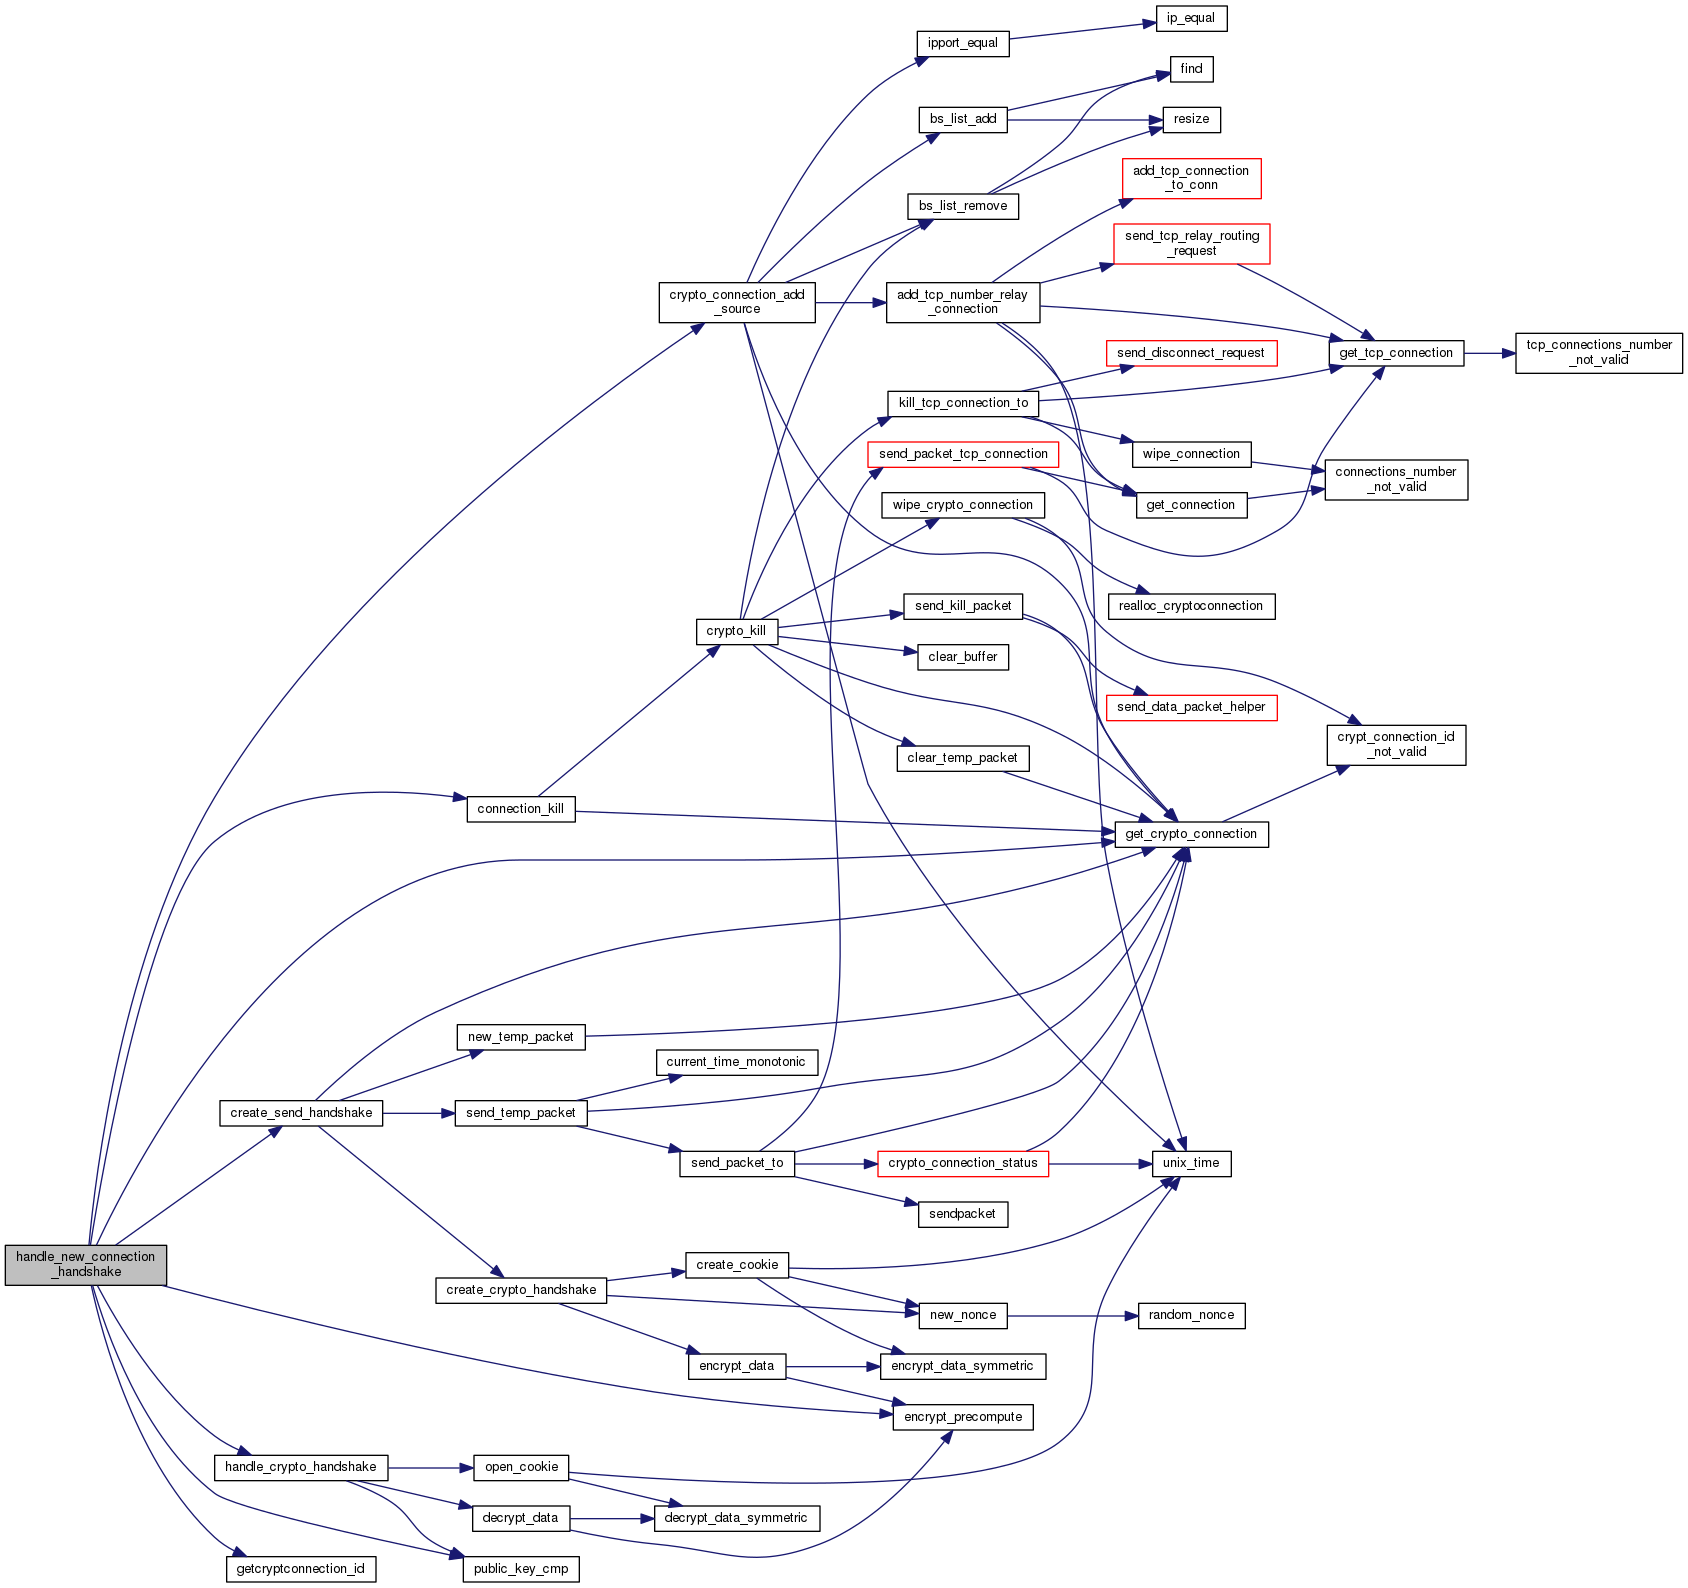 ip_equal
ipport_equal
find
bs_list_add
resize
add_tcp_connection
_to_conn
bs_list_remove
send_tcp_relay_routing
_request
crypto_connection_add
_source
add_tcp_number_relay
_connection
tcp_connections_number
_not_valid
get_tcp_connection
send_disconnect_request
kill_tcp_connection_to
send_packet_tcp_connection
wipe_connection
connections_number
_not_valid
wipe_crypto_connection
get_connection
send_kill_packet
realloc_cryptoconnection
crypto_kill
clear_buffer
send_data_packet_helper
clear_temp_packet
crypt_connection_id
_not_valid
connection_kill
get_crypto_connection
new_temp_packet
current_time_monotonic
create_send_handshake
send_temp_packet
send_packet_to
crypto_connection_status
unix_time
sendpacket
handle_new_connection
_handshake
create_cookie
create_crypto_handshake
new_nonce
random_nonce
encrypt_data
encrypt_data_symmetric
encrypt_precompute
handle_crypto_handshake
open_cookie
decrypt_data
decrypt_data_symmetric
getcryptconnection_id
public_key_cmp